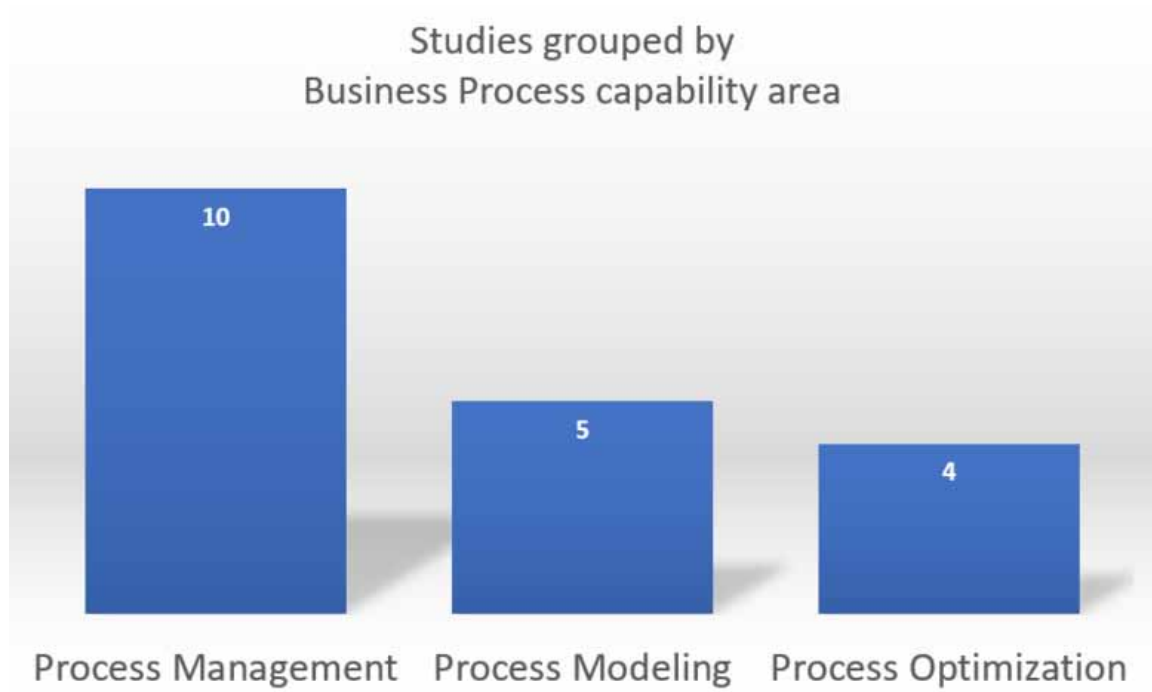 Studies grouped by
Business Process capability area
10
5
4
Process Management Process Modeling Process Optimization